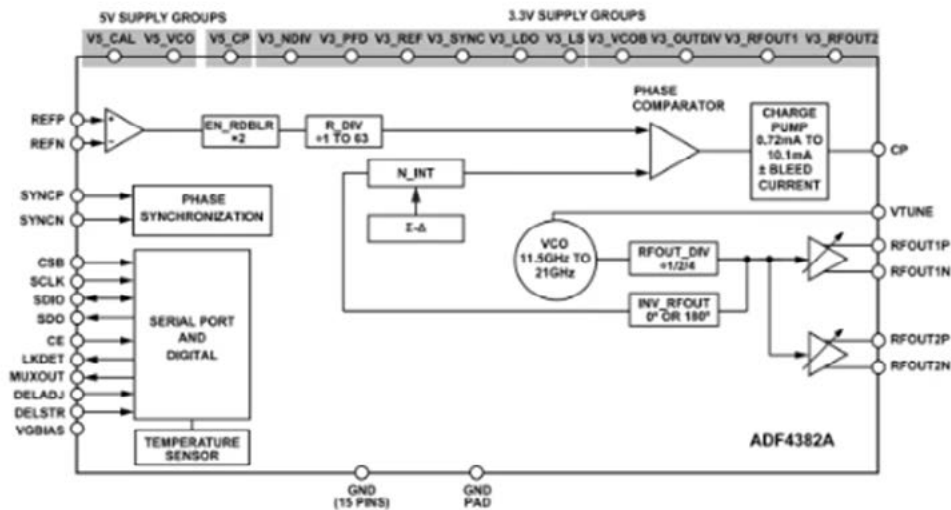 5V SUPPLY GROUPS
3.3V SUPPLY GROUPS
V5_CAL V5_VCO V5_CP V3_NDIV V3_PFD V3_REF V3_SYNC V3_LDO V3_LS V3_VCOB V3_OUTDIV V3_RFOUT1 V3_RFOUT2
REFP
REFN
EN_RDBLR
×2
R_DIV
÷1 TO 63
PHASE
COMPARATOR
CHARGE
PUMP
0.72mA TO
10.1mA
± BLEED
CURRENT
CP
N_INT
Σ-Δ
SYNCP
SYNCN
PHASE
SYNCHRONIZATION
VTUNE
VCO
11.5GHz TO
21GHz
RFOUT_DIV
÷1/2/4
INV_RFOUT
0° OR 180°
RFOUT1P
RFOUT1N
RFOUT2P
RFOUT2N
CSB
SCLK
SDIO
SDO
CE
LKDET
MUXOUT
DELADJ
DELSTR
VGBIAS
SERIAL PORT
AND
DIGITAL
TEMPERATURE
SENSOR
ADF4382A
GND
(15 PINS)
GND
PAD